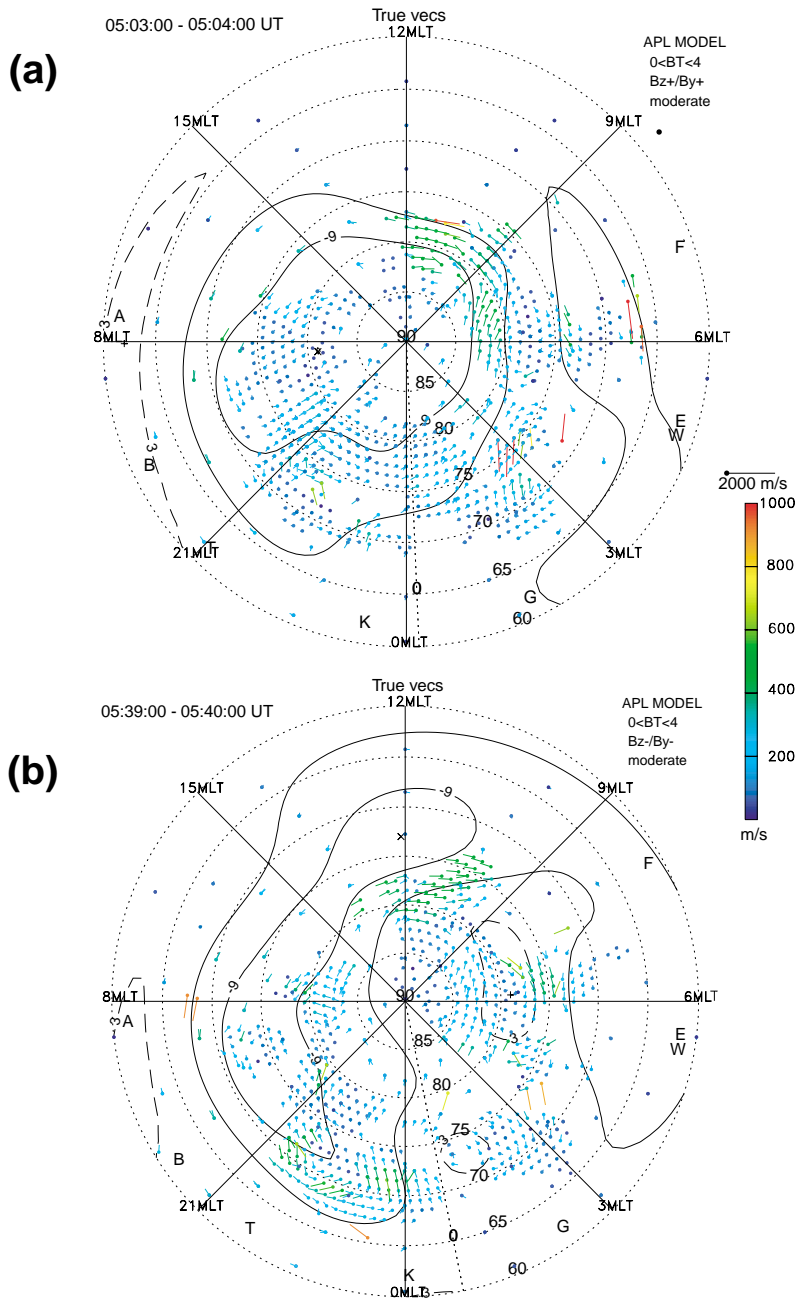 True vecs
05:03:00 - 05:04:00 UT
12MLT
(a)
APL MODEL
0<BT<4
Bz+/By+
moderate
15MLT
9MLT
-9
F
3
A
8MLT
90
6MLT
85
9
80
E
W
3
B
75
2000 m/s
1000
70
21MLT
T
3MLT
65
800
0
G
K
60
600
0MLT
True vecs
05:39:00 - 05:40:00 UT
12MLT
400
APL MODEL
0<BT<4
Bz-/By-
moderate
200
(b)
15MLT
-9
9MLT
m/s
F
-9
8MLT
90
6MLT
3
A
3
E
85
W
-9
80
75
3
B
70
21MLT
3MLT
T
65
G
0
60
K
0MLT
3